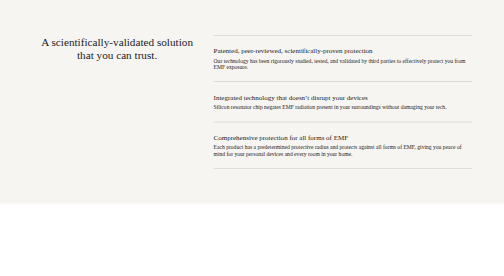 A scientifically-validated solution
that you can trust.
Patented, peer-reviewed, scientifically-proven protection
Our technology has been rigorously studied, tested, and validated by third parties to effectively protect you from
EMF exposure.
Integrated technology that doesn't disrupt your devices
Silicon resonator chip negates EMF radiation present in your surroundings without damaging your tech.
Comprehensive protection for all forms of EMF
Each product has a predetermined protective radius and protects against all forms of EMF, giving you peace of
mind for your personal devices and every room in your home.